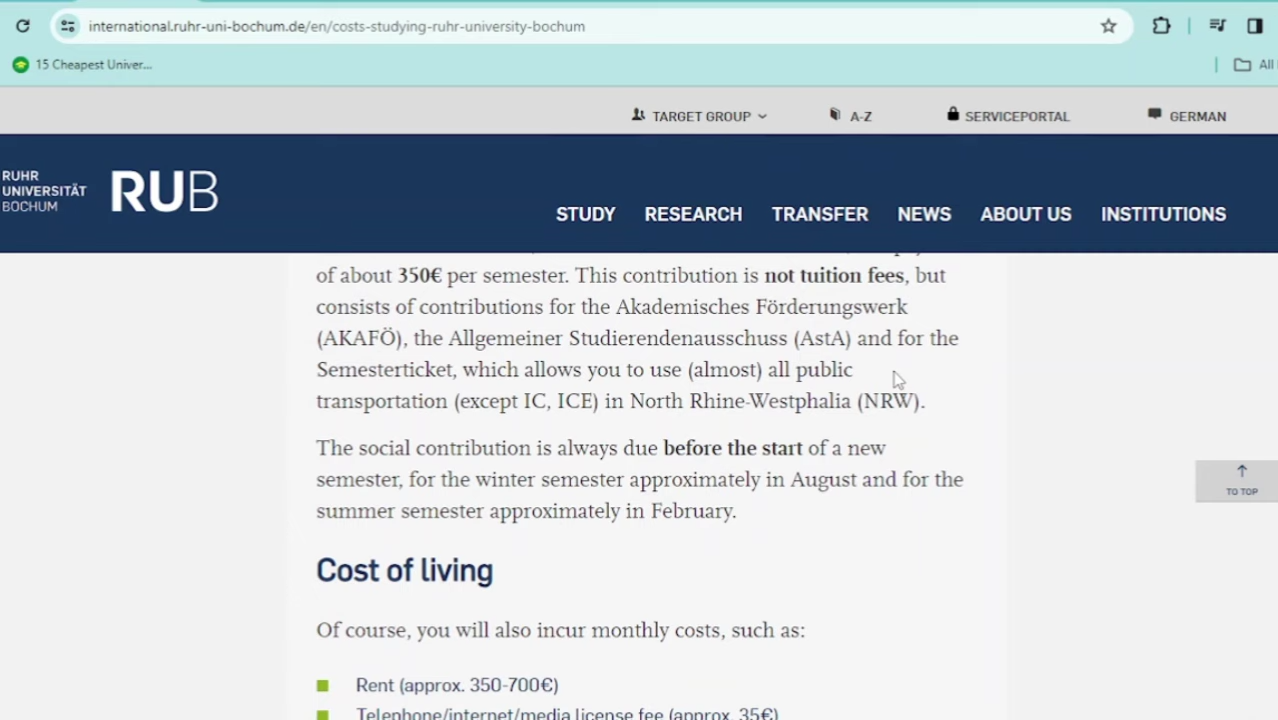 international.ruhr-uni-bochum.de/en/costs-studying-ruhr-university-bochum
15 Cheapest Univer...
All
TARGET GROUP
A-Z
SERVICEPORTAL
GERMAN
RUHR
UNIVERSITÄT
BOCHUM
RUB
STUDY RESEARCH TRANSFER NEWS ABOUT US INSTITUTIONS
of about 350€ per semester. This contribution is not tuition fees, but
consists of contributions for the Akademisches Förderungswerk
(AKAFÖ), the Allgemeiner Studierendenausschuss (AstA) and for the
Semesterticket, which allows you to use (almost) all public
transportation (except IC, ICE) in North Rhine-Westphalia (NRW).
The social contribution is always due before the start of a new
semester, for the winter semester approximately in August and for the
summer semester approximately in February.
TO TOP
Cost of living
Of course, you will also incur monthly costs, such as:
Rent (approx. 350-700€)
Telephone/internet/media license fee (approx. 35€)